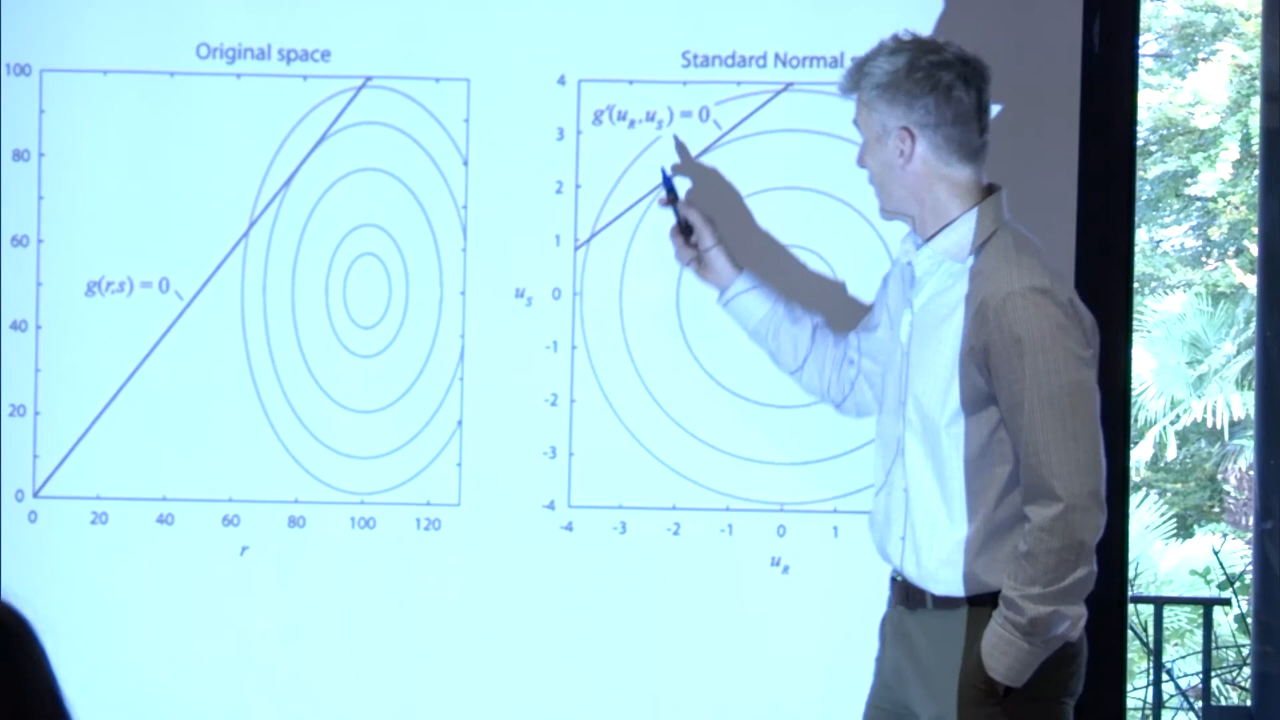 Original space
100
80
60
40
20
0
0 20 40 60 80 100 120
r
g(r,s) = 0
Standard Normal
4
3
2
1
0
-1
-2
-3
-4
-4 -3 -2 -1 0 1
u_S
u_R
g'(u_R,u_S) = 0